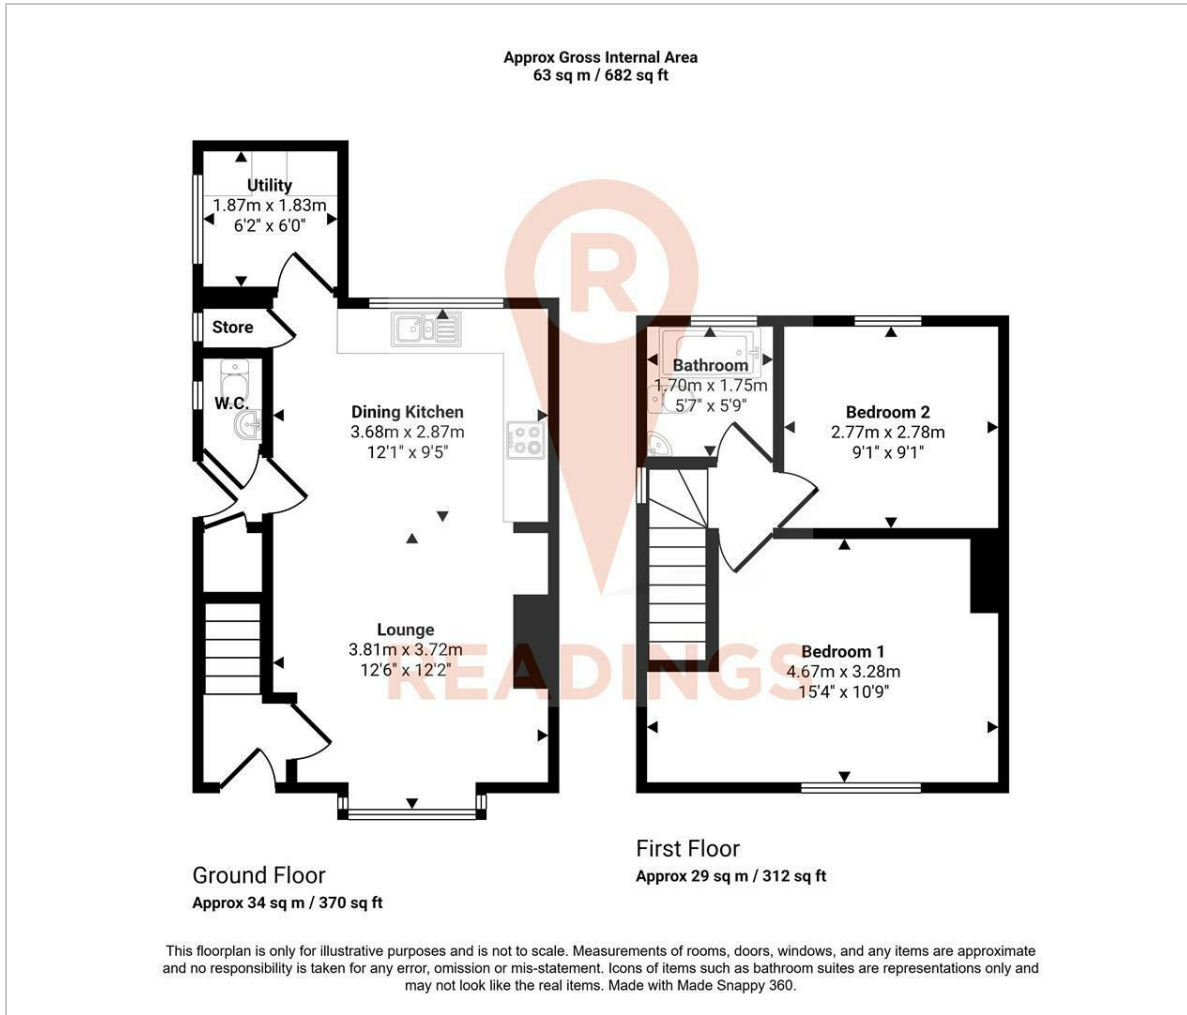 Approx Gross Internal Area
63 sq m / 682 sq ft
Utility
1.87m x 1.83m
6'2" x 6'0"
Store
W.C.
Dining Kitchen
3.68m x 2.87m
12'1" x 9'5"
Lounge
3.81m x 3.72m
12'6" x 12'2"
Bathroom
1.70m x 1.75m
5'7" x 5'9"
Bedroom 2
2.77m x 2.78m
9'1" x 9'1"
Bedroom 1
4.67m x 3.28m
15'4" x 10'9"
R
READINGS
Ground Floor
Approx 34 sq m / 370 sq ft
First Floor
Approx 29 sq m / 312 sq ft
This floorplan is only for illustrative purposes and is not to scale. Measurements of rooms, doors, windows, and any items are approximate
and no responsibility is taken for any error, omission or mis-statement. Icons of items such as bathroom suites are representations only and
may not look like the real items. Made with Made Snappy 360.